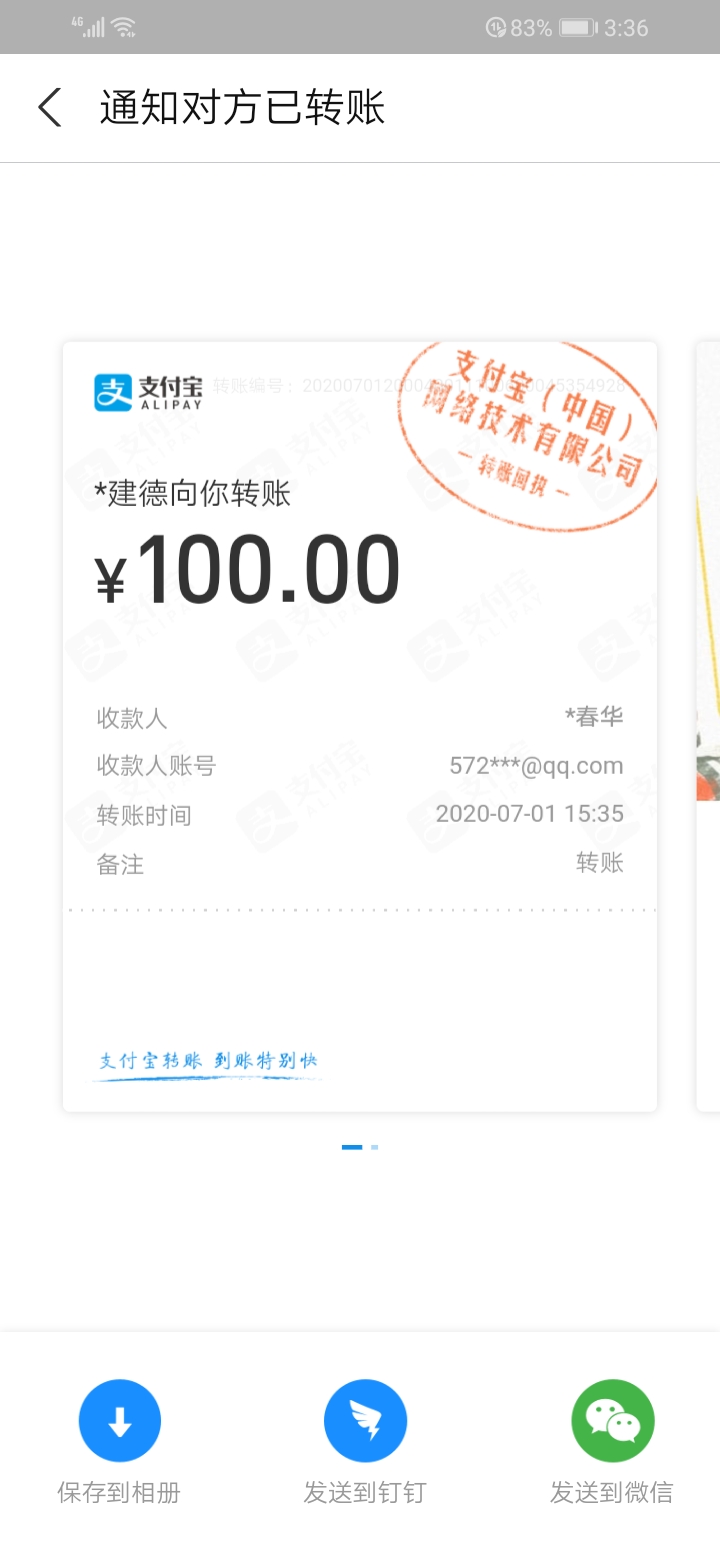 4G 83% 3:36
通知对方已转账
支付宝
ALIPAY
转账编号：
支付宝（中国）
网络技术有限公司
转账回执
*建德向你转账
¥100.00
收款人 *春华
收款人账号 572***@qq.com
转账时间 2020-07-01 15:35
备注 转账
支付宝转账 到账特别快
保存到相册 发送到钉钉 发送到微信